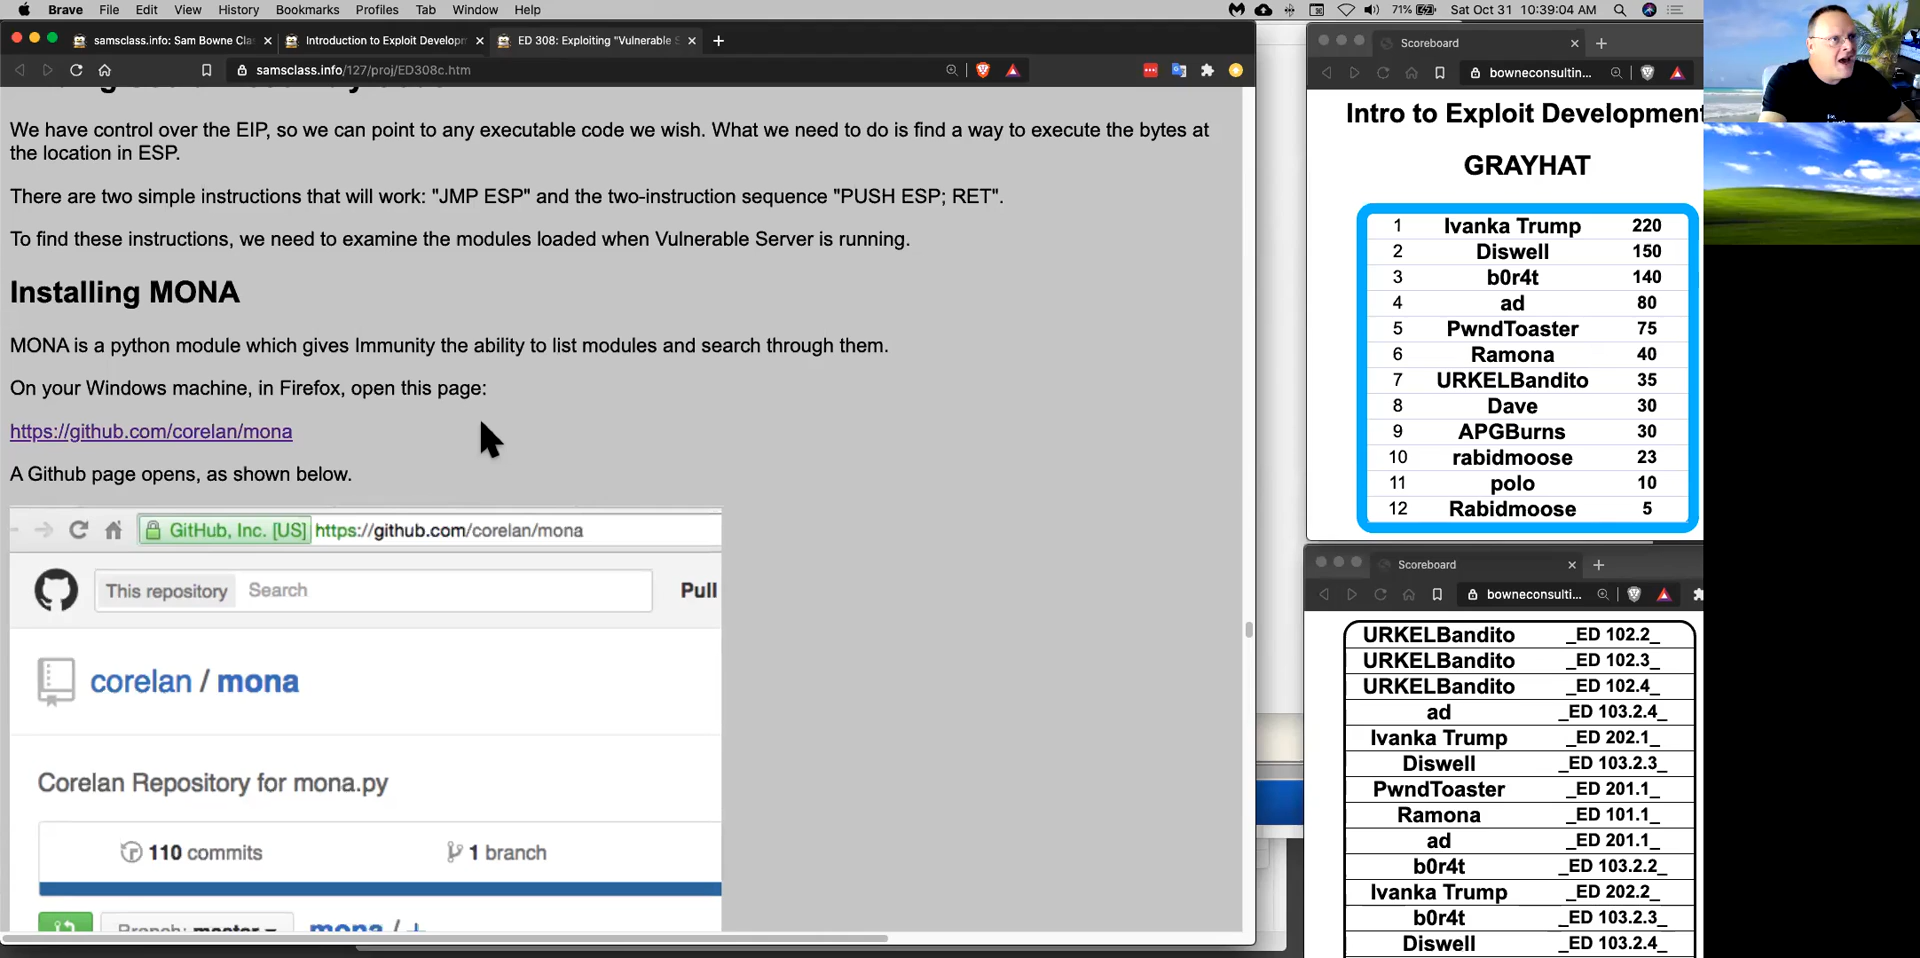 Brave File Edit View History Bookmarks Profiles Tab Window Help
71% Sat Oct 31 10:39:04 AM
samsclass.info: Sam Bowne Cla
Introduction to Exploit Developm
ED 308: Exploiting "Vulnerable S
samsclass.info/127/proj/ED308c.htm
We have control over the EIP, so we can point to any executable code we wish. What we need to do is find a way to execute the bytes at
the location in ESP.
There are two simple instructions that will work: "JMP ESP" and the two-instruction sequence "PUSH ESP; RET".
To find these instructions, we need to examine the modules loaded when Vulnerable Server is running.
Installing MONA
MONA is a python module which gives Immunity the ability to list modules and search through them.
On your Windows machine, in Firefox, open this page:
https://github.com/corelan/mona
A Github page opens, as shown below.
GitHub, Inc. [US] https://github.com/corelan/mona
This repository Search Pull
corelan / mona
Corelan Repository for mona.py
110 commits 1 branch
Branch: master mona / +
Scoreboard
bowneconsultin...
Intro to Exploit Development
GRAYHAT
1 Ivanka Trump 220
2 Diswell 150
3 b0r4t 140
4 ad 80
5 PwndToaster 75
6 Ramona 40
7 URKELBandito 35
8 Dave 30
9 APGBurns 30
10 rabidmoose 23
11 polo 10
12 Rabidmoose 5
Scoreboard
bowneconsulti...
URKELBandito _ED 102.2_
URKELBandito _ED 102.3_
URKELBandito _ED 102.4_
ad _ED 103.2.4_
Ivanka Trump _ED 202.1_
Diswell _ED 103.2.3_
PwndToaster _ED 201.1_
Ramona _ED 101.1_
ad _ED 201.1_
b0r4t _ED 103.2.2_
Ivanka Trump _ED 202.2_
b0r4t _ED 103.2.3_
Diswell _ED 103.2.4_